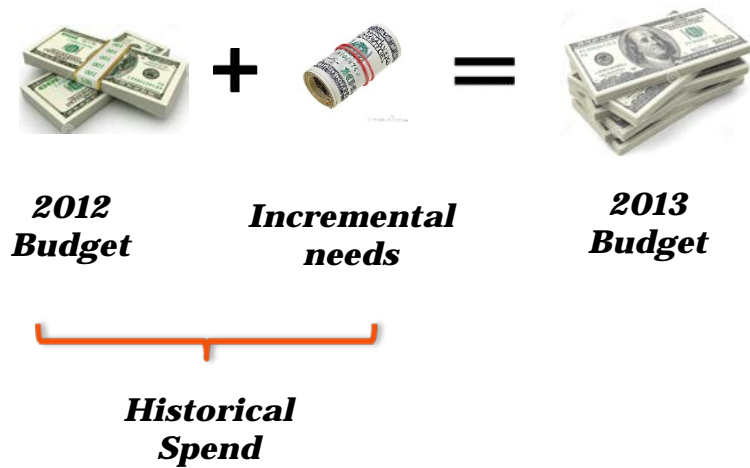 +
=
2012
Budget
Incremental
needs
2013
Budget
Historical
Spend